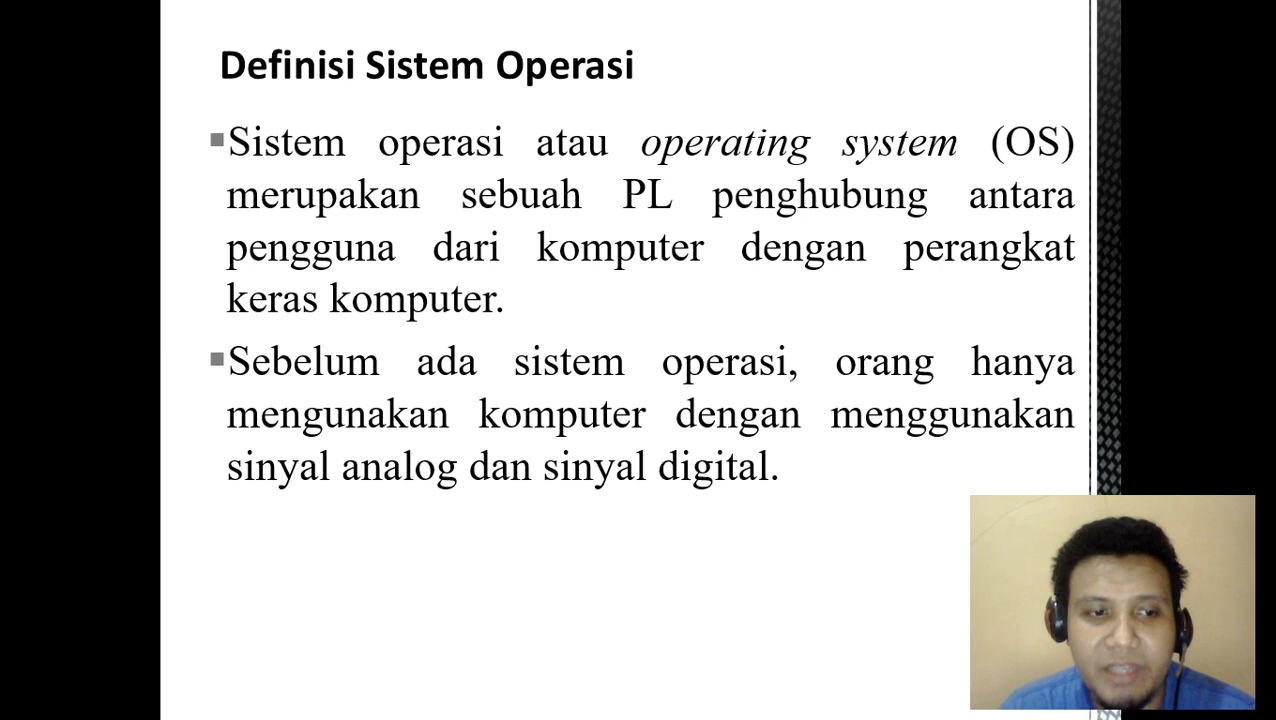 Definisi Sistem Operasi
▪Sistem operasi atau operating system (OS)
merupakan sebuah PL penghubung antara
pengguna dari komputer dengan perangkat
keras komputer.
▪Sebelum ada sistem operasi, orang hanya
mengunakan komputer dengan menggunakan
sinyal analog dan sinyal digital.